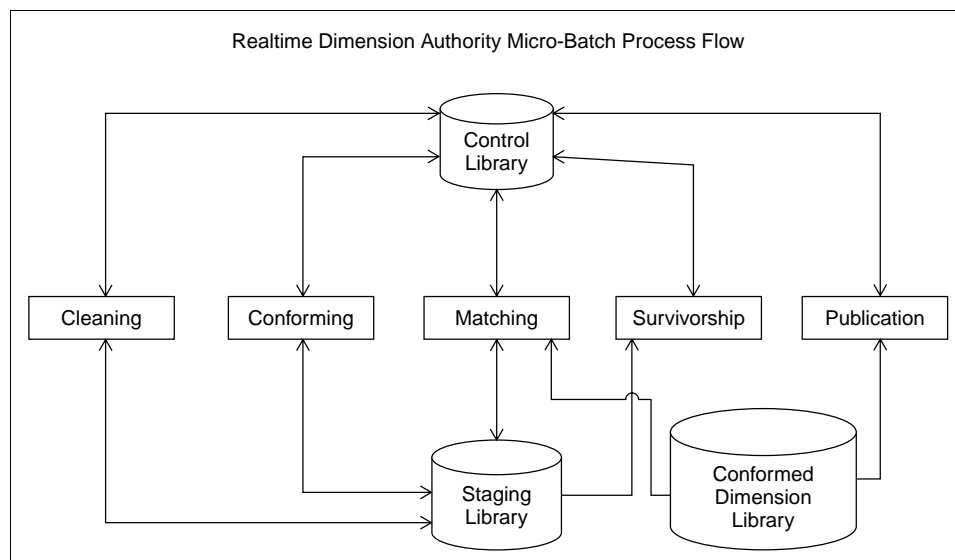 Realtime Dimension Authority Micro-Batch Process Flow
Control
Library
Cleaning
Conforming
Matching
Survivorship
Publication
Staging
Library
Conformed
Dimension
Library